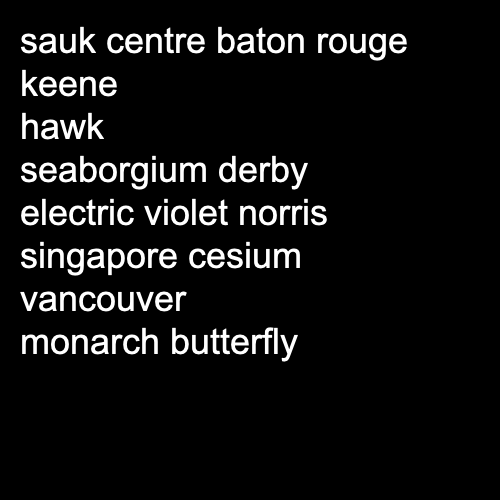 sauk centre baton rouge
keene
hawk
seaborgium derby
electric violet norris
singapore cesium
vancouver
monarch butterfly